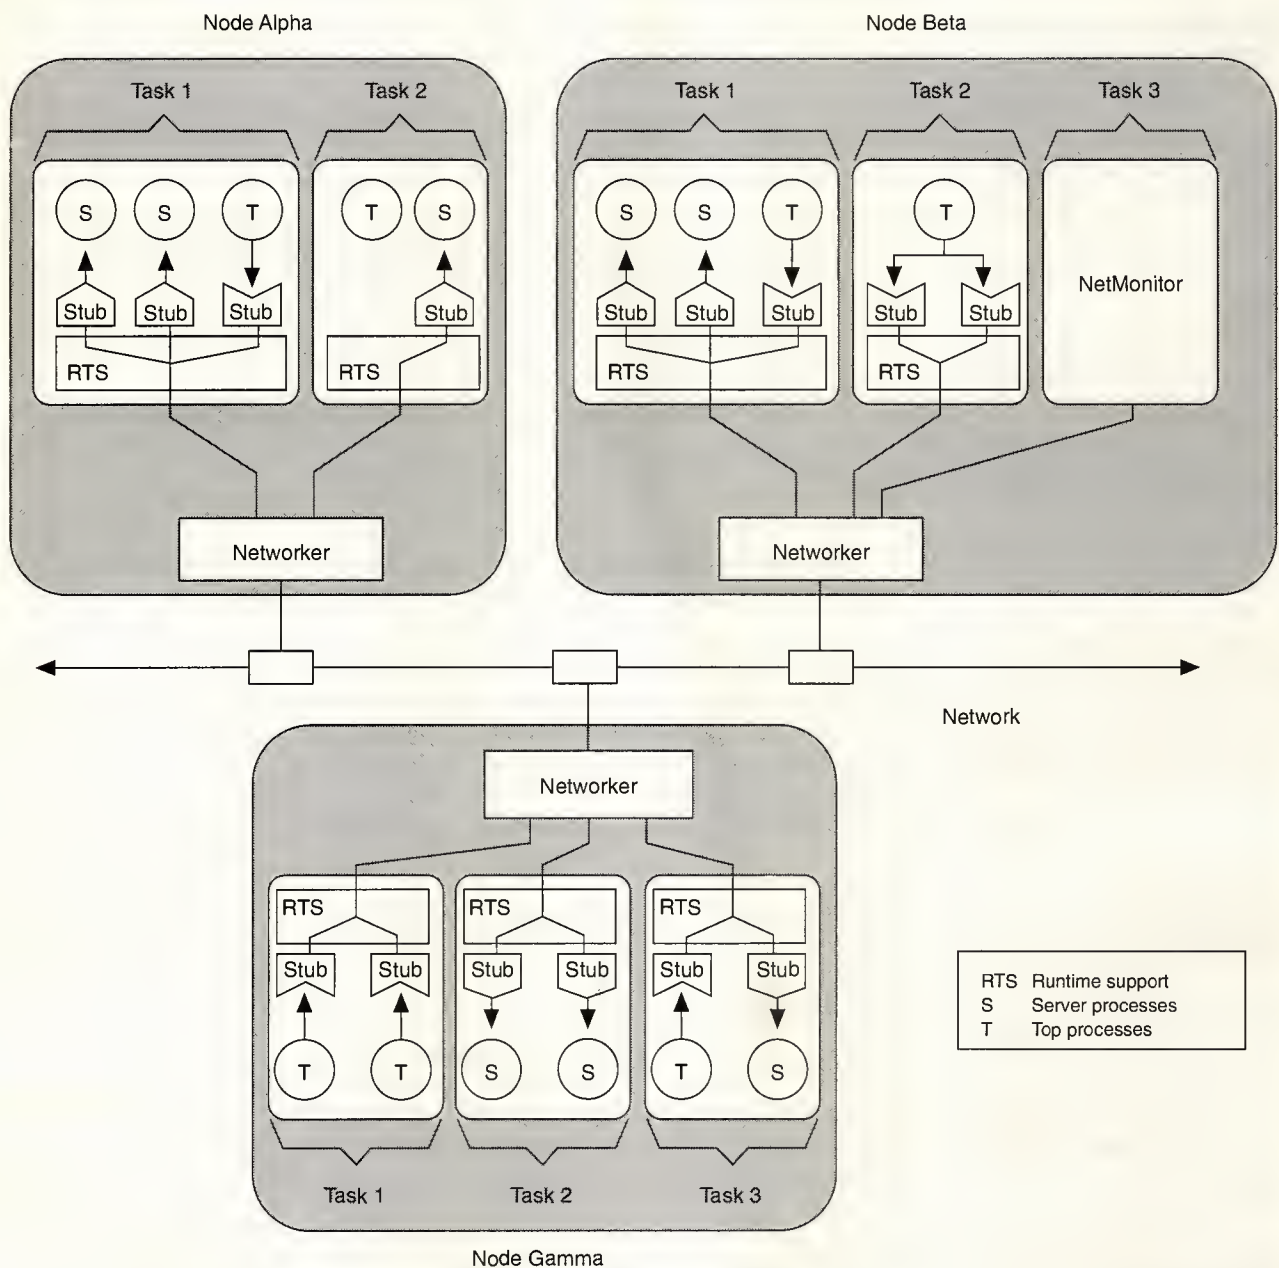 Node Alpha
Node Beta
Task 1
Task 2
Task 1
Task 2
Task 3
S
S
T
T
S
S
S
T
T
NetMonitor
Stub
Stub
Stub
Stub
Stub
Stub
Stub
Stub
Stub
RTS
RTS
RTS
RTS
Networker
Networker
Network
Networker
RTS
RTS
RTS
Stub
Stub
Stub
Stub
Stub
Stub
T
T
S
S
T
S
Task 1
Task 2
Task 3
Node Gamma
RTS Runtime support
S Server processes
T Top processes